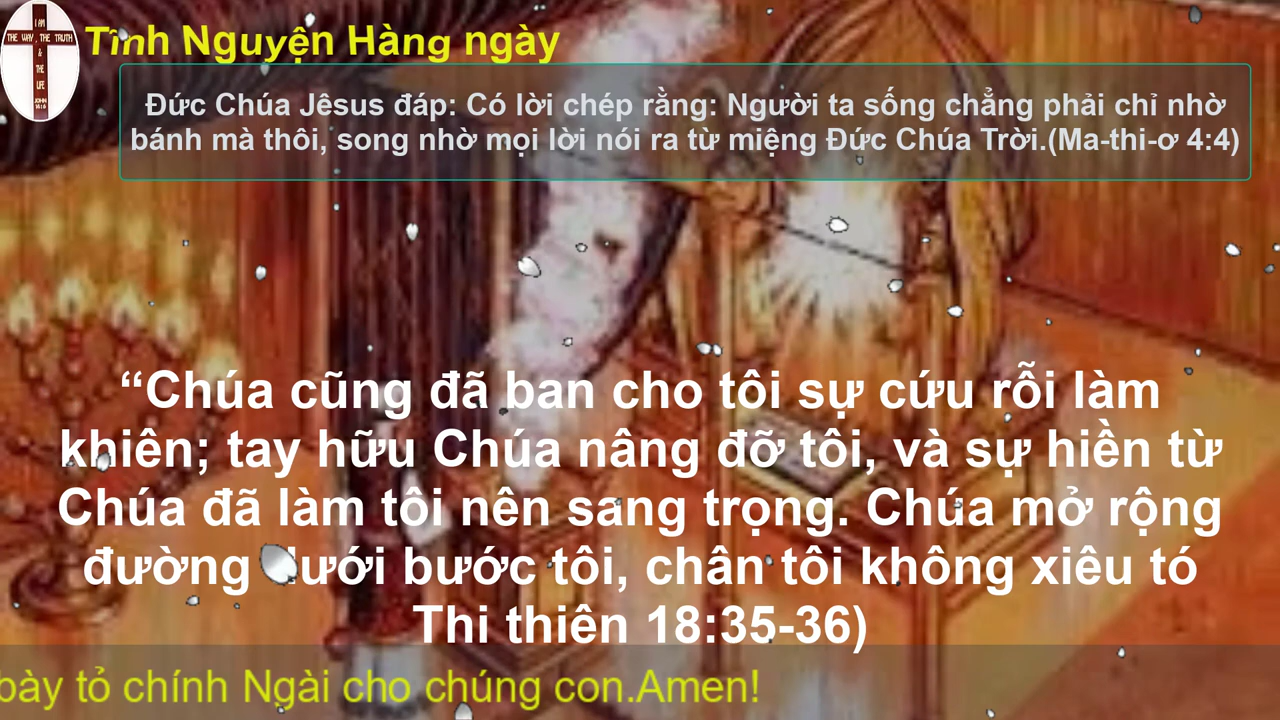 I AM
THE WAY, THE TRUTH
&
THE
LIFE
JOHN
14:6
Tĩnh Nguyện Hàng ngày
Đức Chúa Jêsus đáp: Có lời chép rằng: Người ta sống chẳng phải chỉ nhờ
bánh mà thôi, song nhờ mọi lời nói ra từ miệng Đức Chúa Trời.(Ma-thi-ơ 4:4)
“Chúa cũng đã ban cho tôi sự cứu rỗi làm
khiên; tay hữu Chúa nâng đỡ tôi, và sự hiền từ
Chúa đã làm tôi nên sang trọng. Chúa mở rộng
đường dưới bước tôi, chân tôi không xiêu tó
Thi thiên 18:35-36)
bày tỏ chính Ngài cho chúng con.Amen!